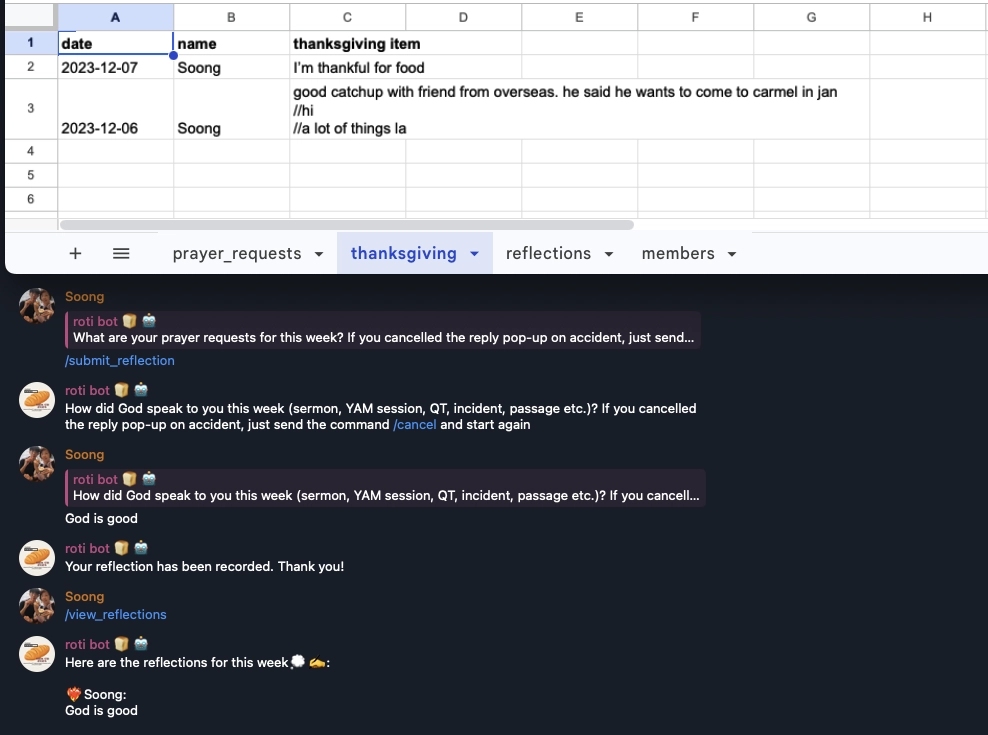 A B C D E F G H
1 date name thanksgiving item
2 2023-12-07 Soong I'm thankful for food
good catchup with friend from overseas. he said he wants to come to carmel in jan
//hi
3 2023-12-06 Soong //a lot of things la
4
5
6
+ prayer_requests thanksgiving reflections members
Soong
roti bot 🍞 🤖
What are your prayer requests for this week? If you cancelled the reply pop-up on accident, just send...
/submit_reflection
roti bot 🍞 🤖
How did God speak to you this week (sermon, YAM session, QT, incident, passage etc.)? If you cancelled
the reply pop-up on accident, just send the command /cancel and start again
Soong
roti bot 🍞 🤖
How did God speak to you this week (sermon, YAM session, QT, incident, passage etc.)? If you cancell...
God is good
roti bot 🍞 🤖
Your reflection has been recorded. Thank you!
Soong
/view_reflections
roti bot 🍞 🤖
Here are the reflections for this week💭 ✍️:
❤️‍🔥 Soong:
God is good